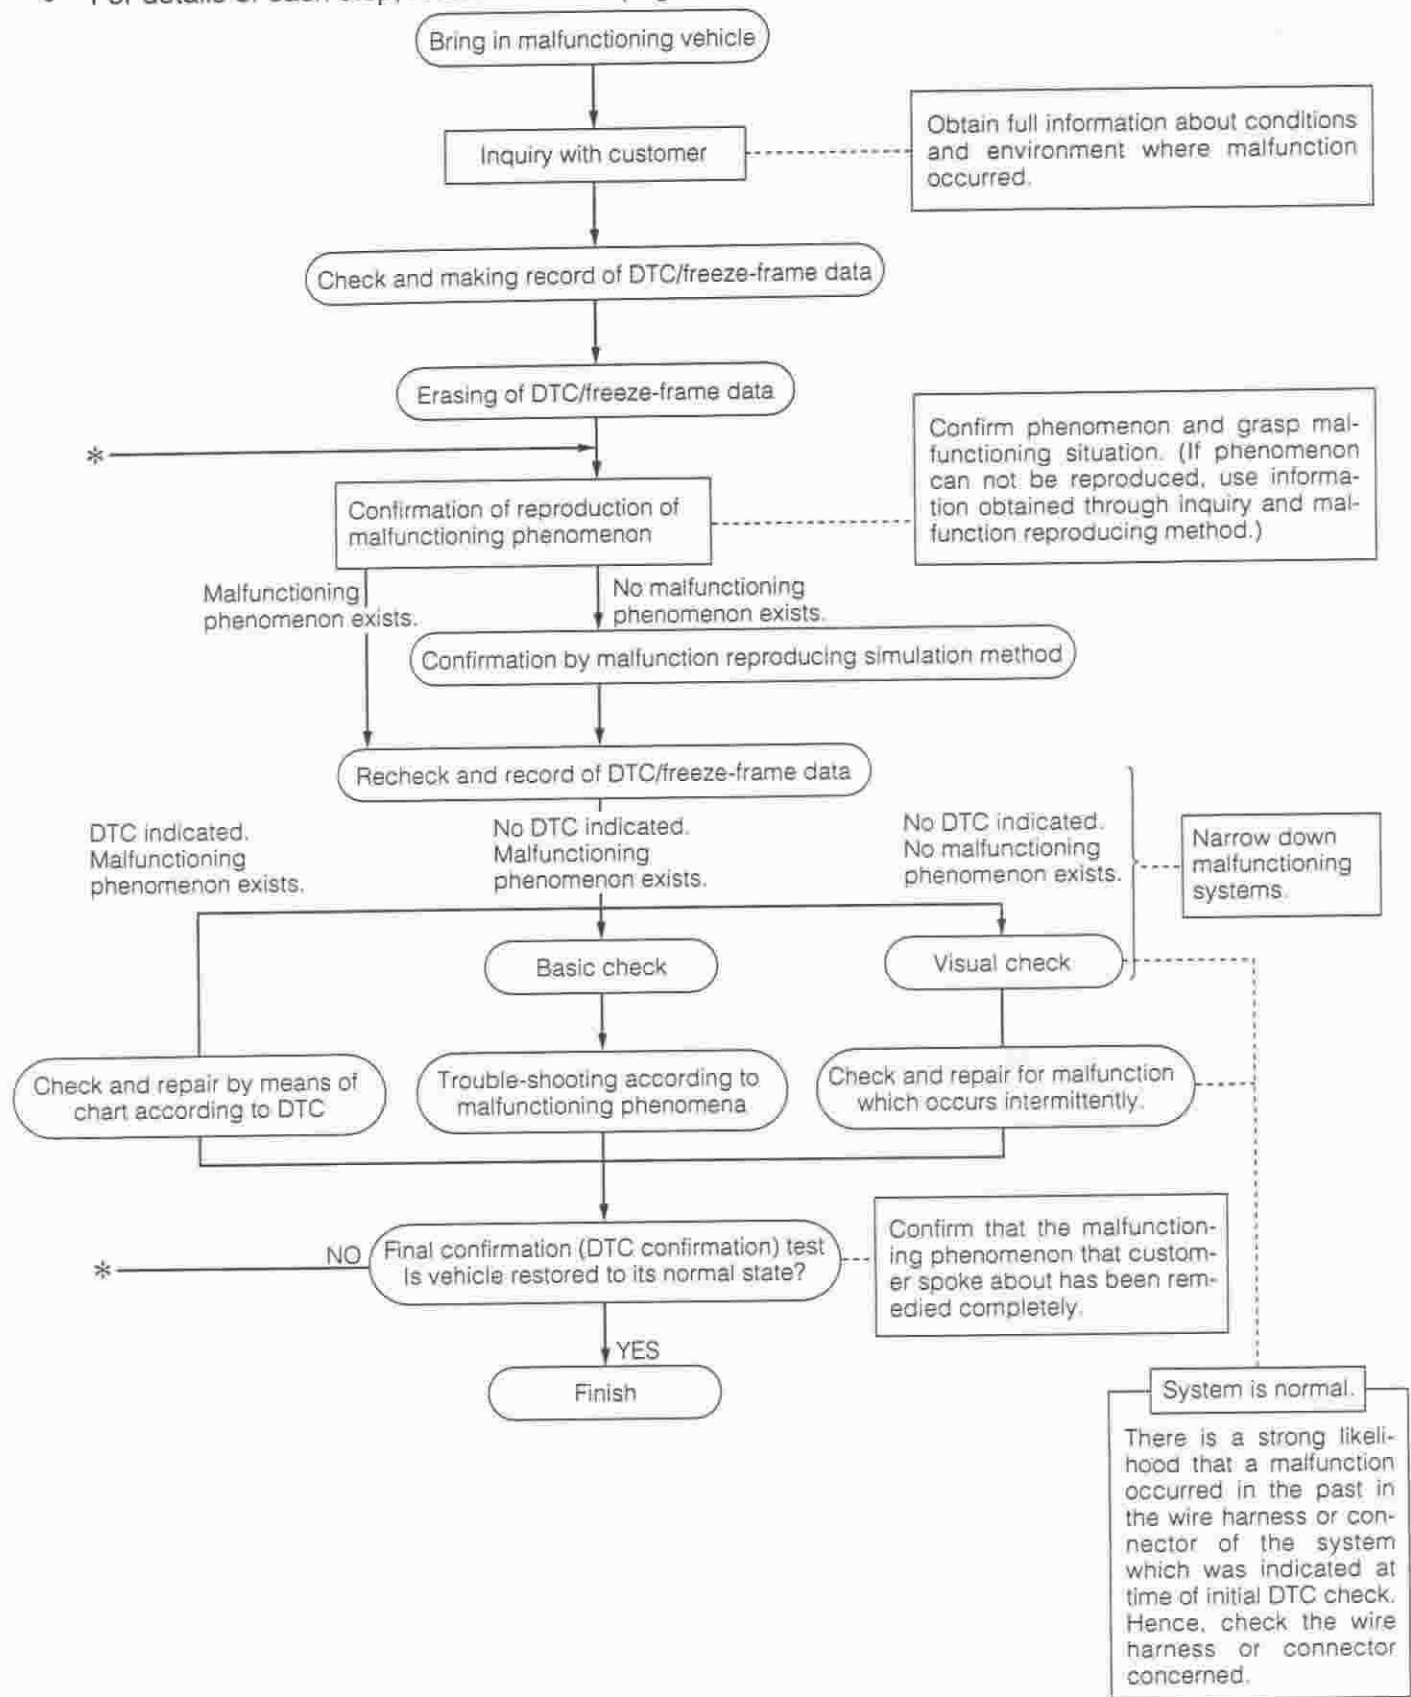 Bring in malfunctioning vehicle
Inquiry with customer
Obtain full information about conditions
and environment where malfunction
occurred.
Check and making record of DTC/freeze-frame data
Erasing of DTC/freeze-frame data
*
Confirmation of reproduction of
malfunctioning phenomenon
Confirm phenomenon and grasp mal-
functioning situation. (If phenomenon
can not be reproduced, use informa-
tion obtained through inquiry and mal-
function reproducing method.)
Malfunctioning
phenomenon exists.
No malfunctioning
phenomenon exists.
Confirmation by malfunction reproducing simulation method
Recheck and record of DTC/freeze-frame data
DTC indicated.
Malfunctioning
phenomenon exists.
No DTC indicated.
Malfunctioning
phenomenon exists.
No DTC indicated.
No malfunctioning
phenomenon exists.
Narrow down
malfunctioning
systems.
Basic check
Visual check
Check and repair by means of
chart according to DTC
Trouble-shooting according to
malfunctioning phenomena
Check and repair for malfunction
which occurs intermittently.
*
NO
Final confirmation (DTC confirmation) test
Is vehicle restored to its normal state?
Confirm that the malfunction-
ing phenomenon that custom-
er spoke about has been rem-
edied completely.
YES
Finish
System is normal.
There is a strong likeli-
hood that a malfunction
occurred in the past in
the wire harness or con-
nector of the system
which was indicated at
time of initial DTC check.
Hence, check the wire
harness or connector
concerned.